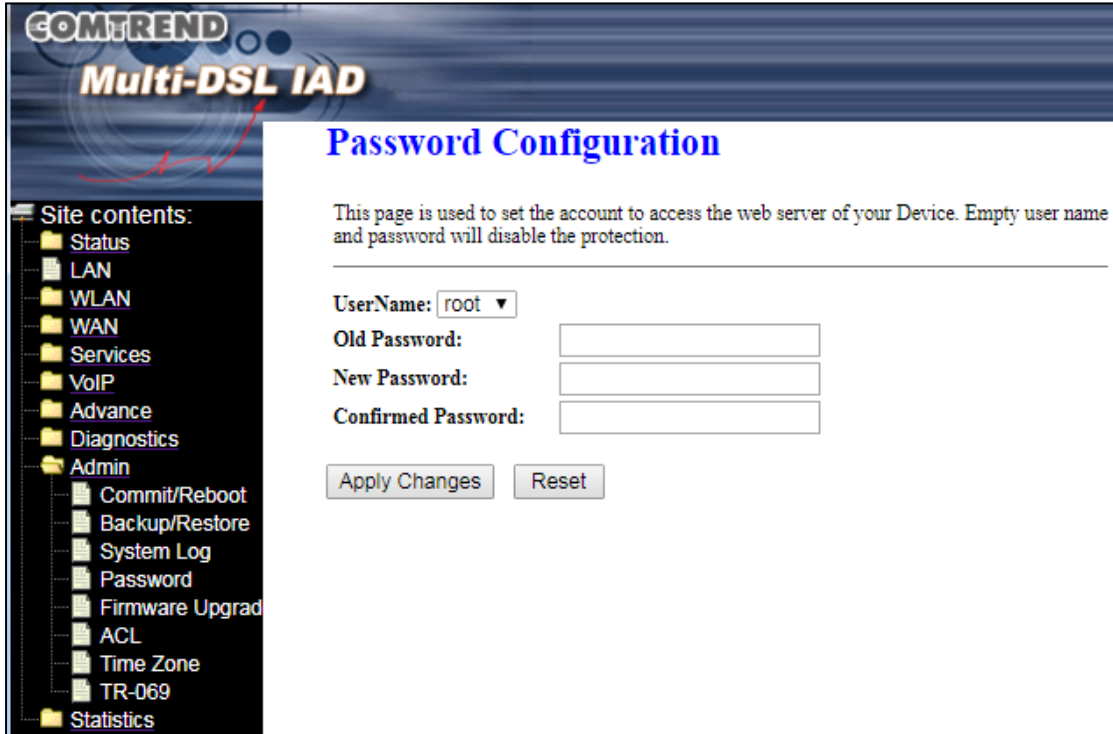 COMTREND
Multi-DSL IAD
Password Configuration
This page is used to set the account to access the web server of your Device. Empty user name
and password will disable the protection.
UserName: root
Old Password:
New Password:
Confirmed Password:
Apply Changes Reset
Site contents:
Status
LAN
WLAN
WAN
Services
VoIP
Advance
Diagnostics
Admin
Commit/Reboot
Backup/Restore
System Log
Password
Firmware Upgrad
ACL
Time Zone
TR-069
Statistics